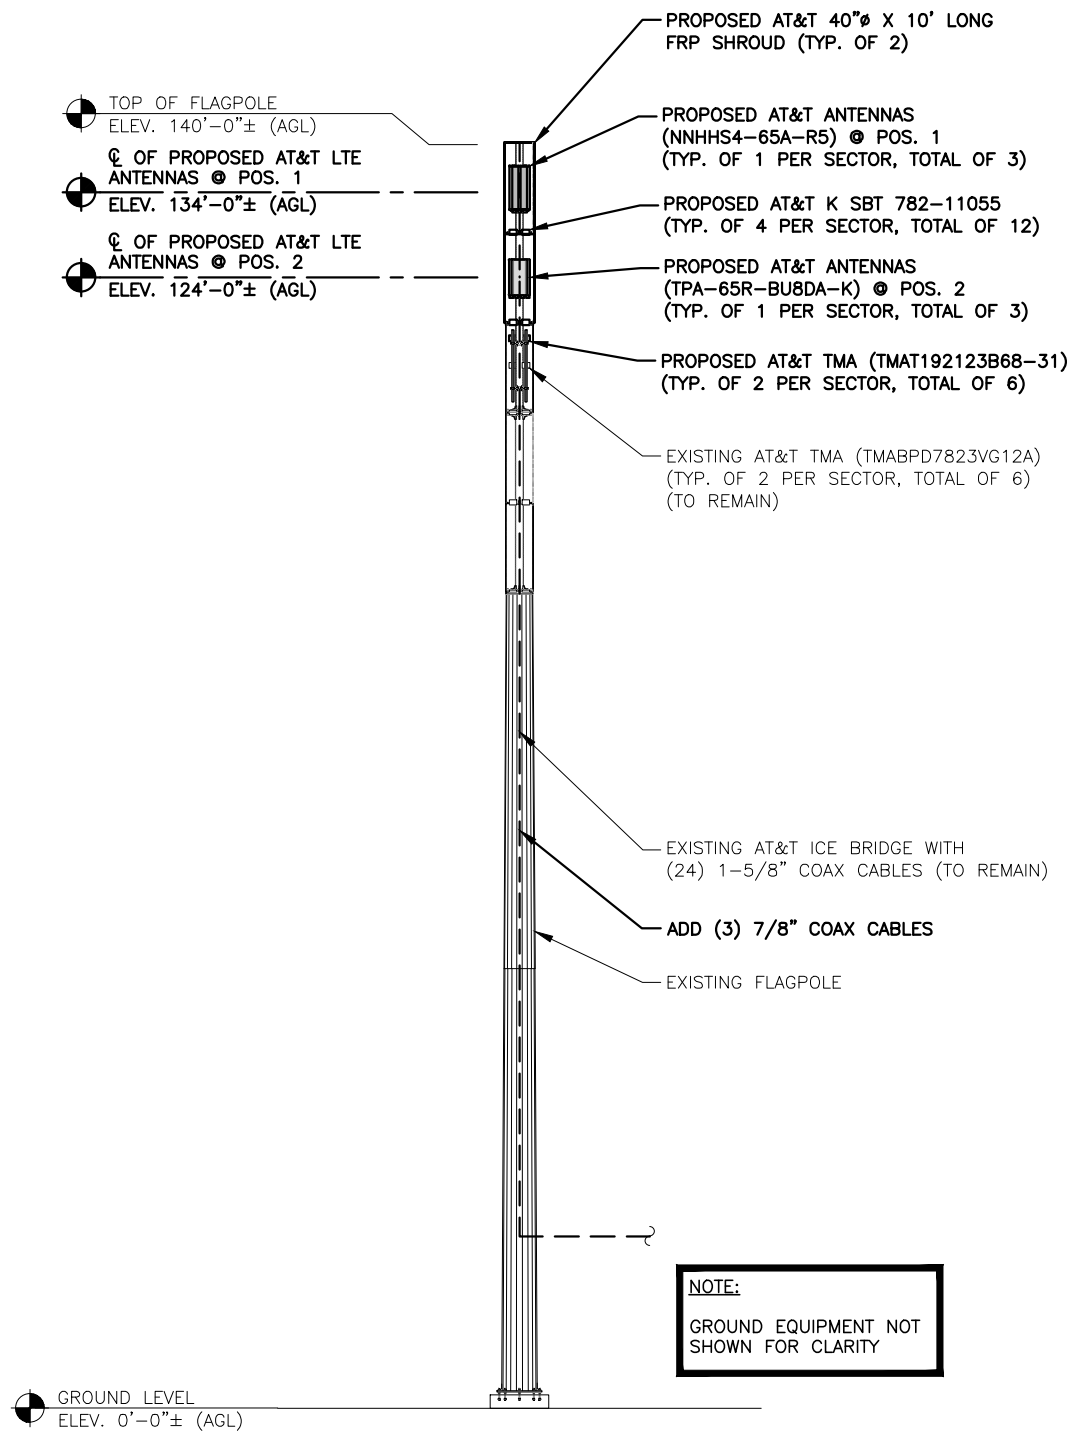 PROPOSED AT&T 40"ø X 10' LONG
FRP SHROUD (TYP. OF 2)
TOP OF FLAGPOLE
ELEV. 140'-0"± (AGL)
℄ OF PROPOSED AT&T LTE
ANTENNAS @ POS. 1
ELEV. 134'-0"± (AGL)
℄ OF PROPOSED AT&T LTE
ANTENNAS @ POS. 2
ELEV. 124'-0"± (AGL)
PROPOSED AT&T ANTENNAS
(NNHHS4-65A-R5) @ POS. 1
(TYP. OF 1 PER SECTOR, TOTAL OF 3)
PROPOSED AT&T K SBT 782-11055
(TYP. OF 4 PER SECTOR, TOTAL OF 12)
PROPOSED AT&T ANTENNAS
(TPA-65R-BU8DA-K) @ POS. 2
(TYP. OF 1 PER SECTOR, TOTAL OF 3)
PROPOSED AT&T TMA (TMAT192123B68-31)
(TYP. OF 2 PER SECTOR, TOTAL OF 6)
EXISTING AT&T TMA (TMABPD7823VG12A)
(TYP. OF 2 PER SECTOR, TOTAL OF 6)
(TO REMAIN)
EXISTING AT&T ICE BRIDGE WITH
(24) 1-5/8" COAX CABLES (TO REMAIN)
ADD (3) 7/8" COAX CABLES
EXISTING FLAGPOLE
NOTE:
GROUND EQUIPMENT NOT
SHOWN FOR CLARITY
GROUND LEVEL
ELEV. 0'-0"± (AGL)